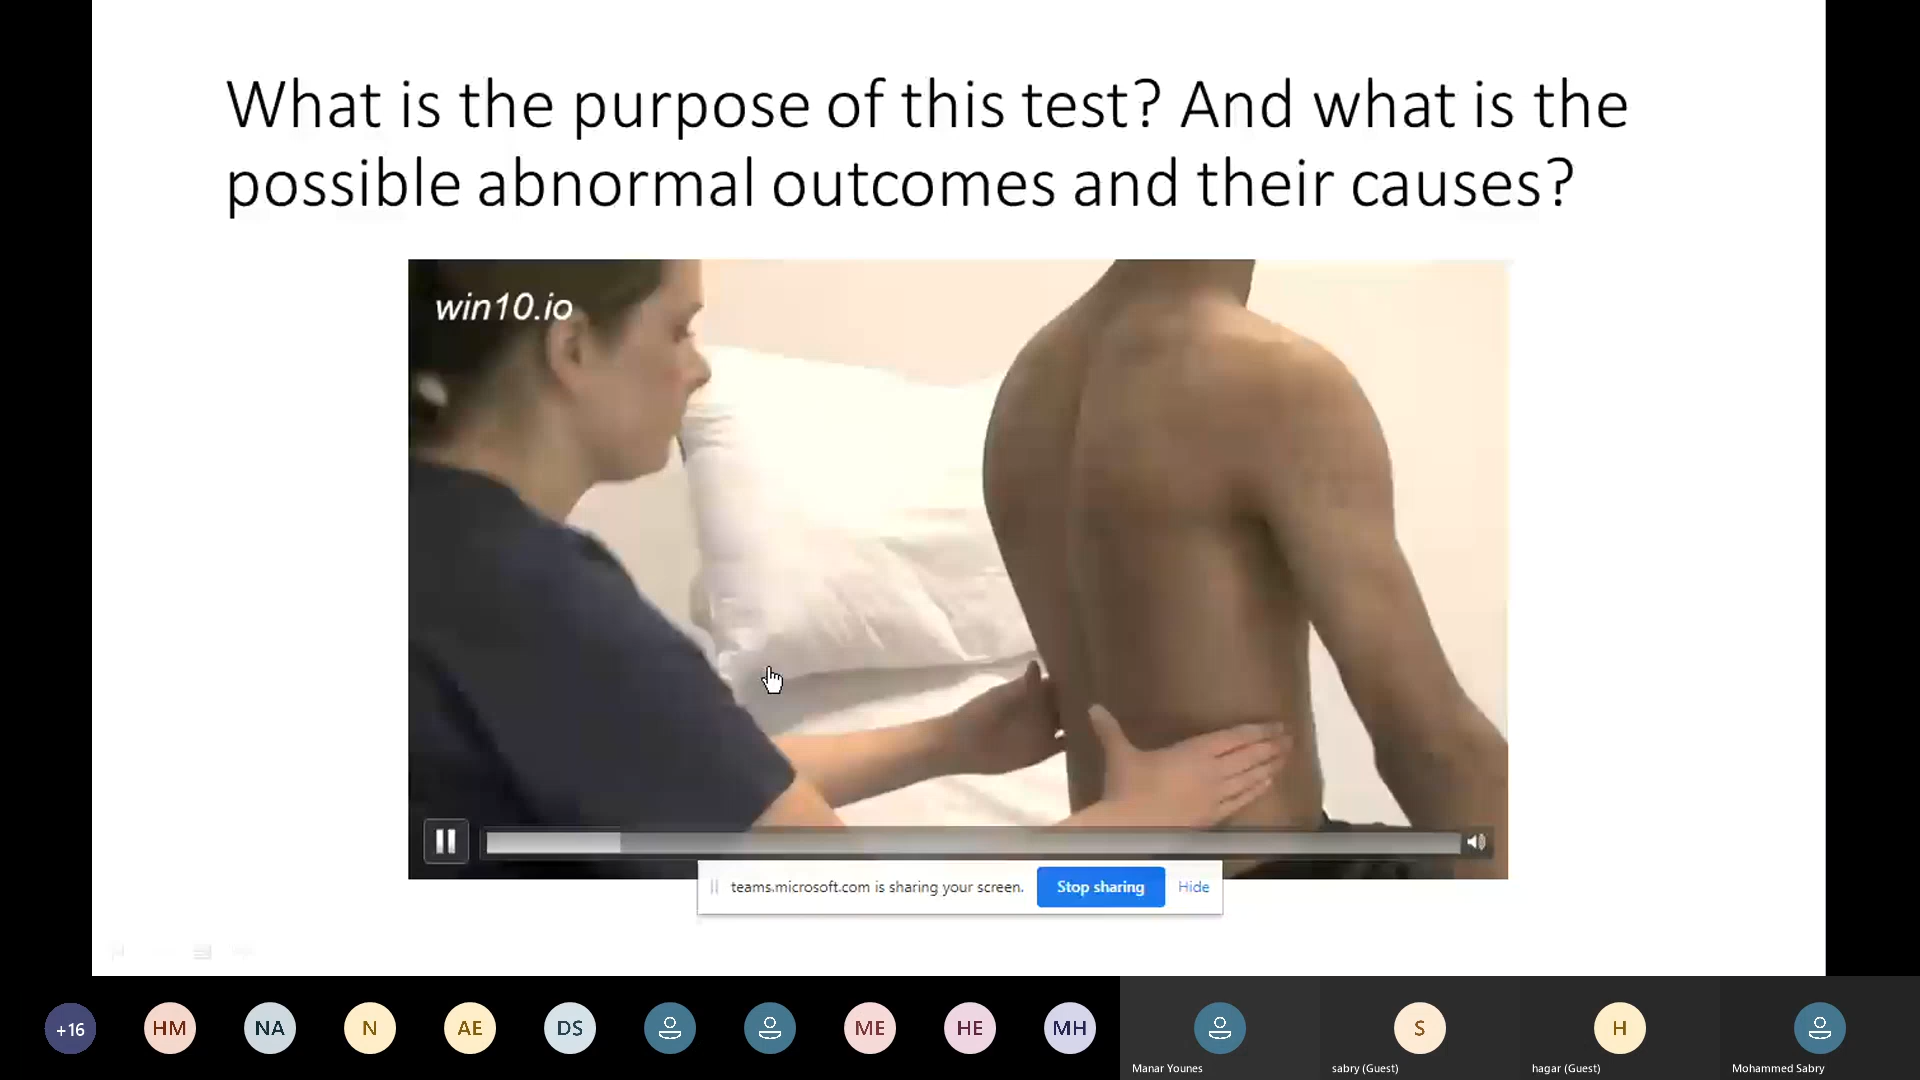 What is the purpose of this test? And what is the
possible abnormal outcomes and their causes?
win10.io
teams.microsoft.com is sharing your screen.
Stop sharing
Hide
+16
HM
NA
N
AE
DS
ME
HE
MH
S
H
Manar Younes
sabry (Guest)
hagar (Guest)
Mohammed Sabry